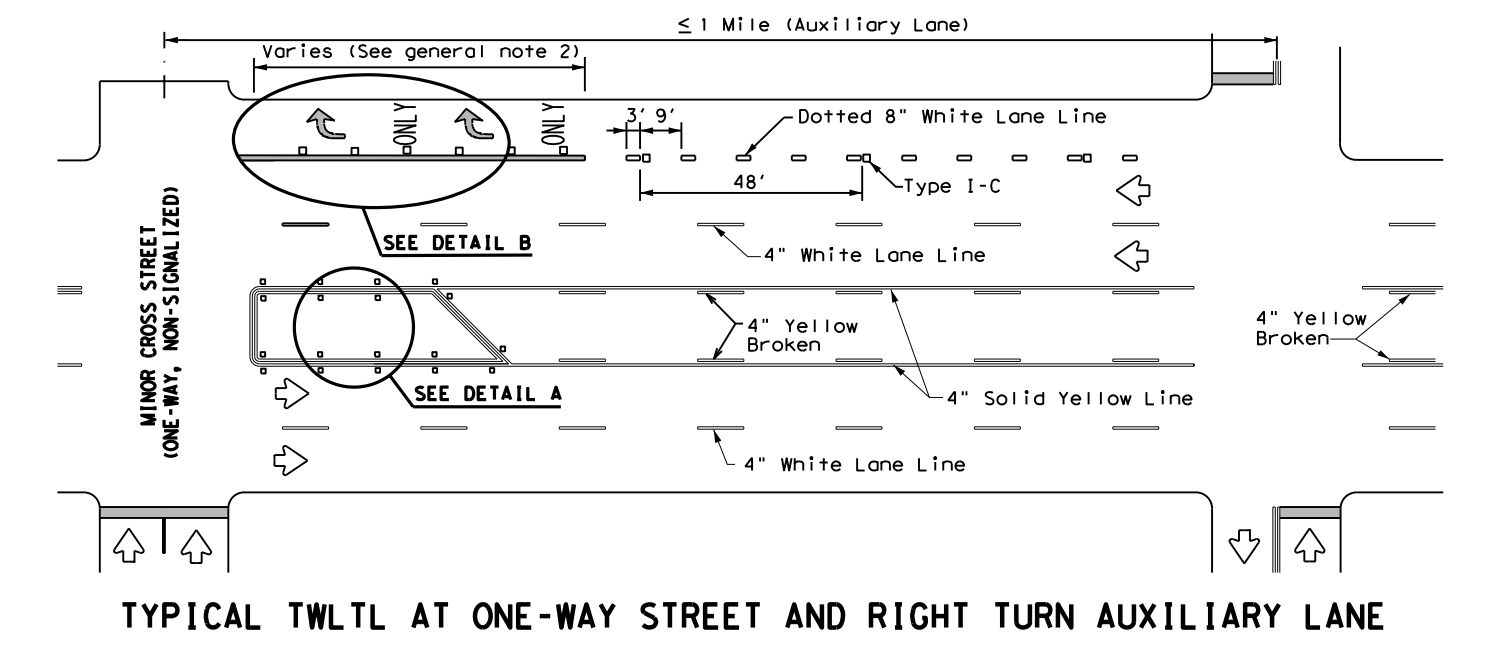 ≤ 1 Mile (Auxiliary Lane)
Varies (See general note 2)
ONLY
ONLY
3' 9'
Dotted 8" White Lane Line
48'
Type I-C
SEE DETAIL B
4" White Lane Line
MINOR CROSS STREET
(ONE-WAY, NON-SIGNALIZED)
4" Yellow
Broken
4" Yellow
Broken
SEE DETAIL A
4" Solid Yellow Line
4" White Lane Line
TYPICAL TWLTL AT ONE-WAY STREET AND RIGHT TURN AUXILIARY LANE